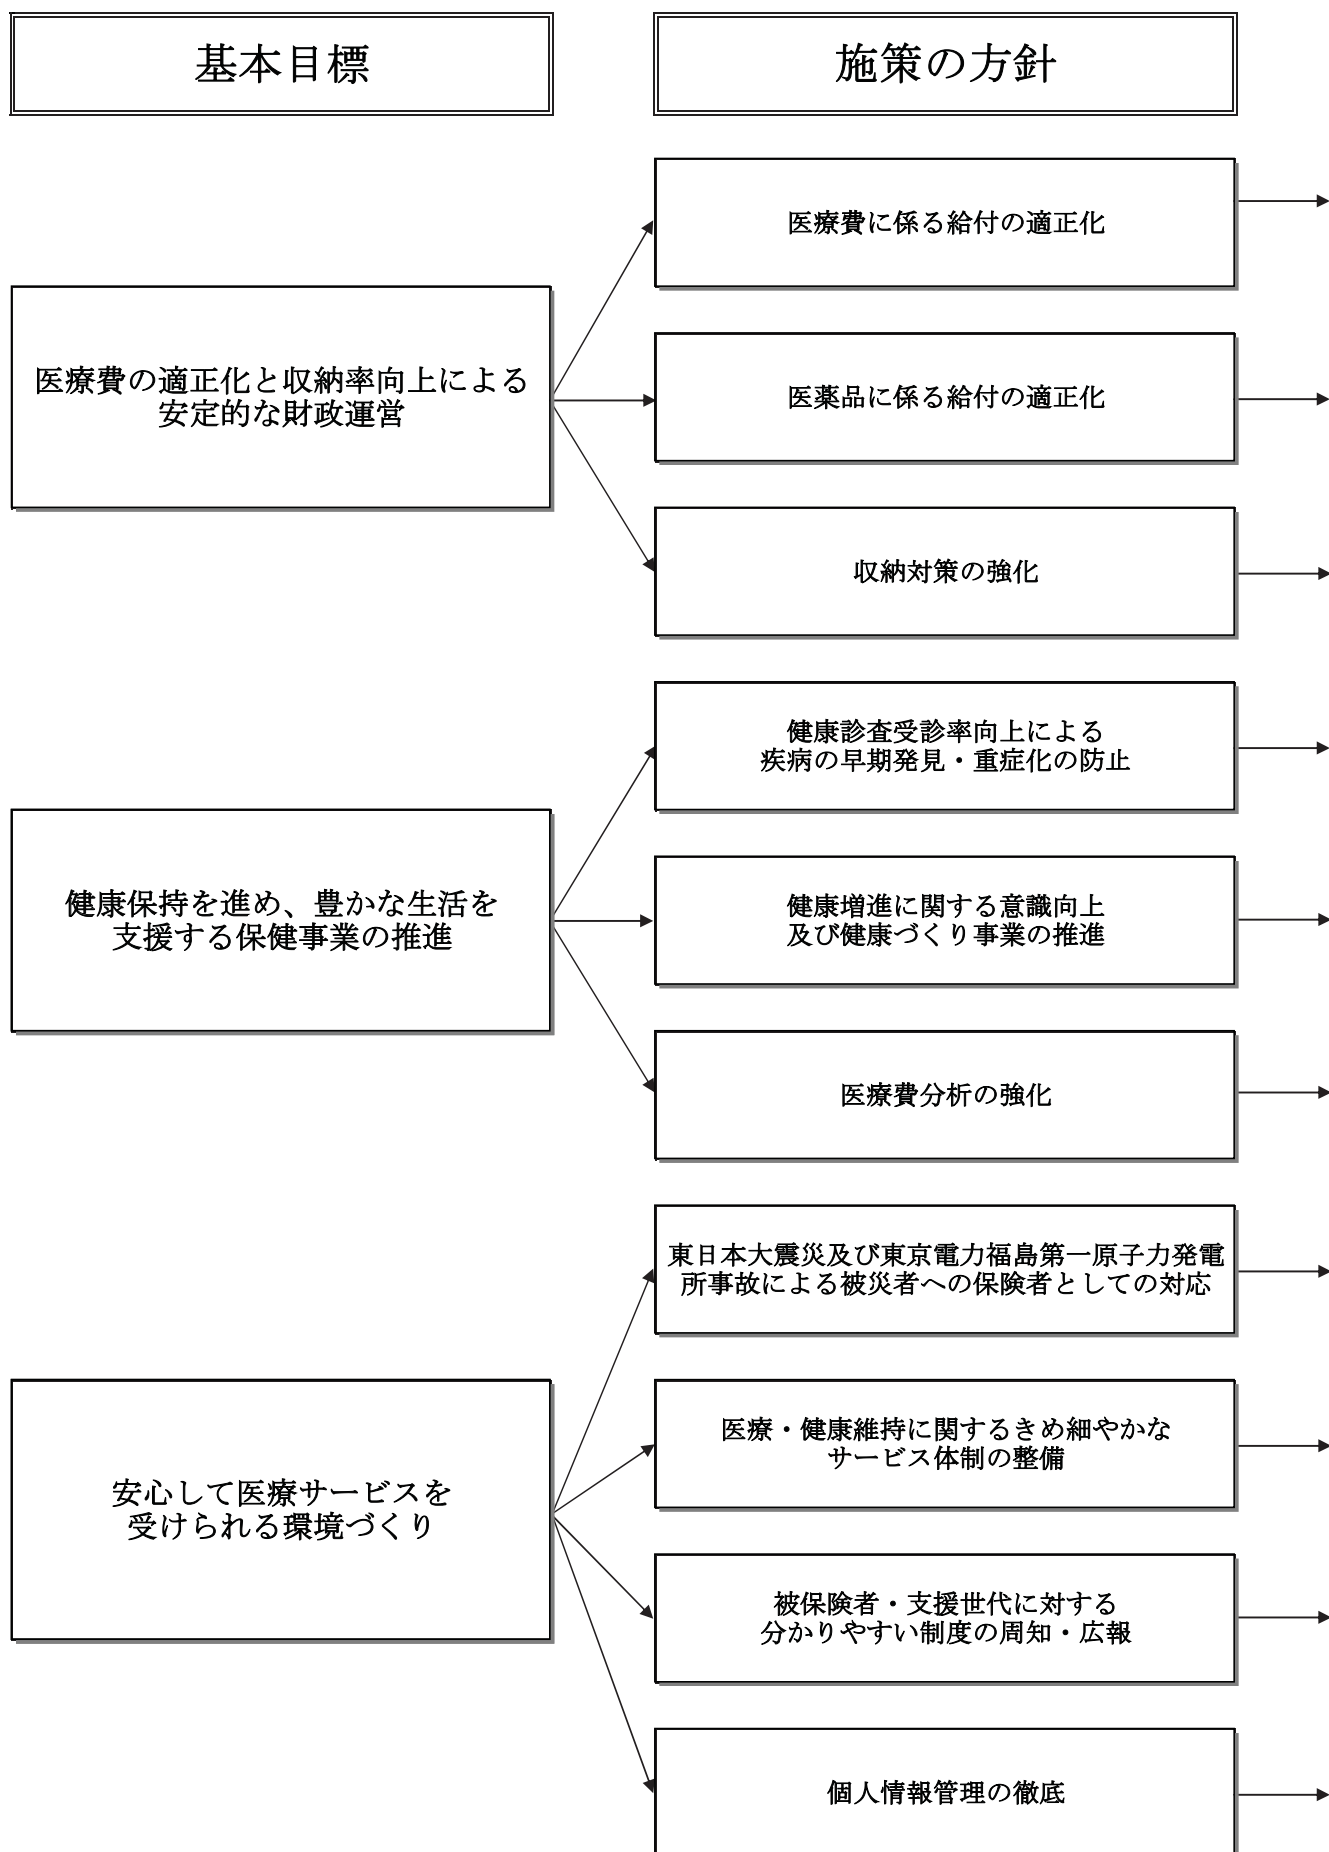 基本目標
施策の方針
医療費の適正化と収納率向上による
安定的な財政運営
医療費に係る給付の適正化
医薬品に係る給付の適正化
収納対策の強化
健康保持を進め、豊かな生活を
支援する保健事業の推進
健康診査受診率向上による
疾病の早期発見・重症化の防止
健康増進に関する意識向上
及び健康づくり事業の推進
医療費分析の強化
安心して医療サービスを
受けられる環境づくり
東日本大震災及び東京電力福島第一原子力発電
所事故による被災者への保険者としての対応
医療・健康維持に関するきめ細やかな
サービス体制の整備
被保険者・支援世代に対する
分かりやすい制度の周知・広報
個人情報管理の徹底